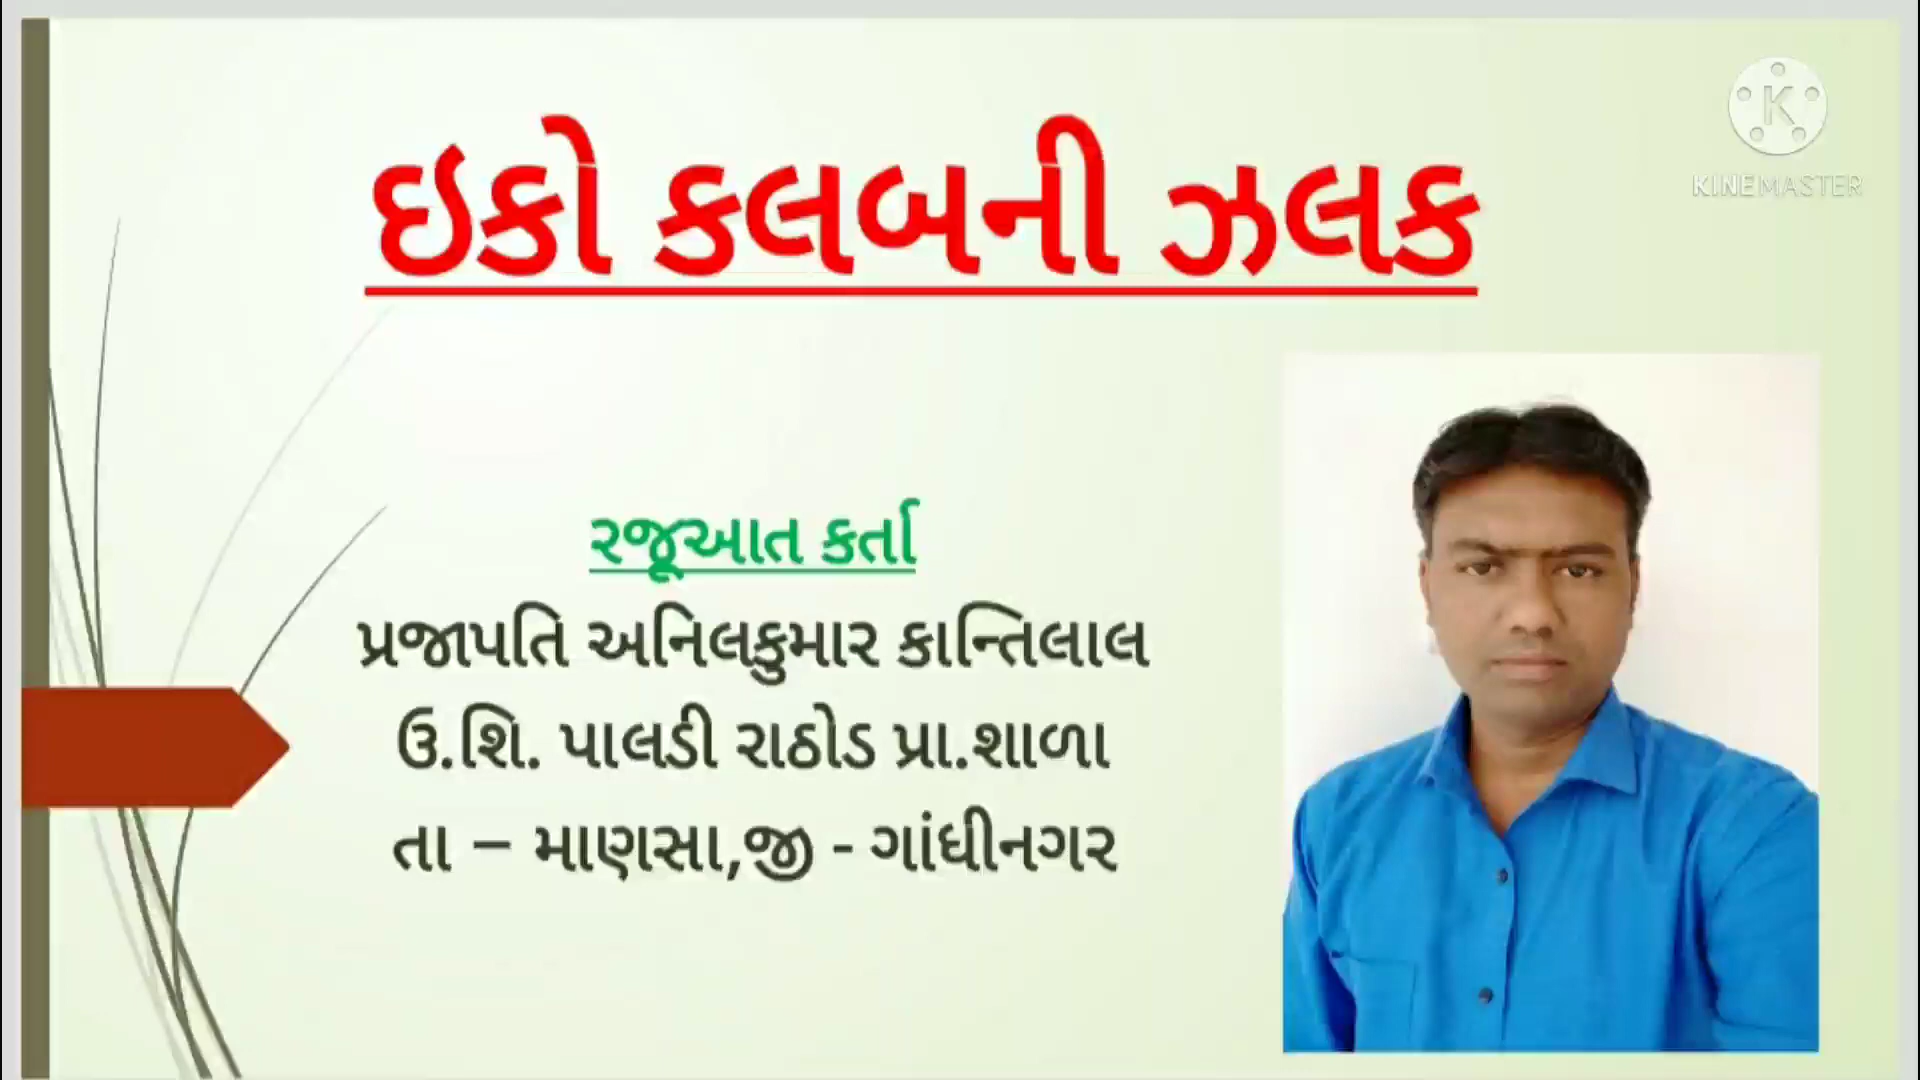 ઇકો કલબની ઝલક
K
KINEMASTER
રજૂઆત કર્તા
પ્રજાપતિ અનિલકુમાર કાન્તિલાલ
ઉ.શિ. પાલડી રાઠોડ પ્રા.શાળા
તા – માણસા,જી - ગાંધીનગર